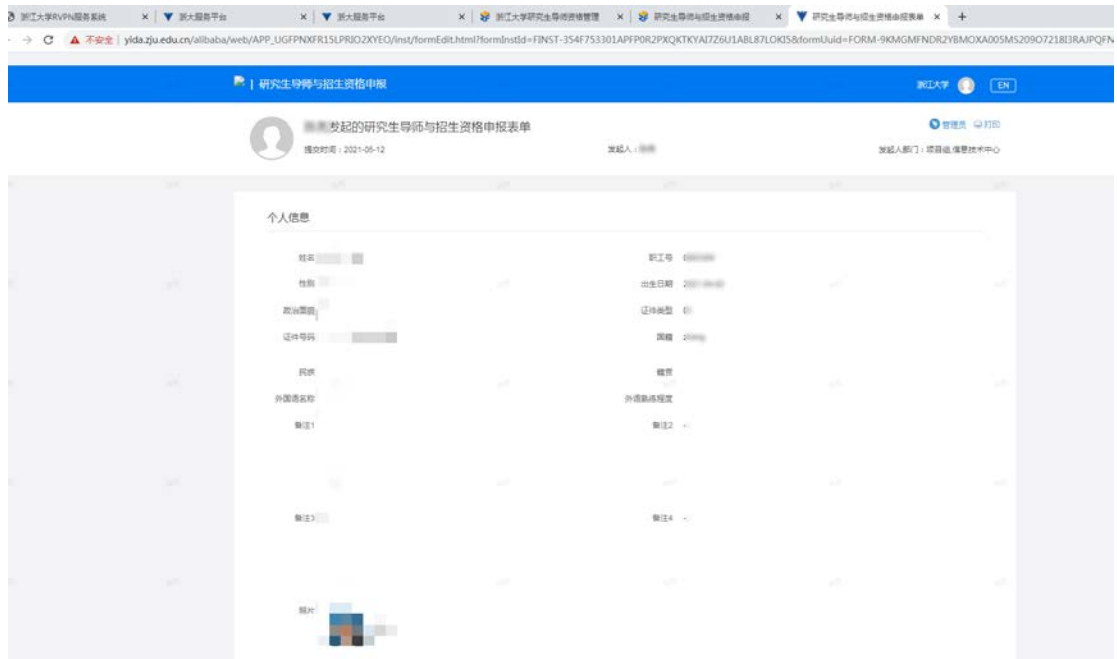 浙江大学RVPN服务系统 浙大服务平台 浙大服务平台 浙江大学研究生导师资格管理 研究生导师与招生资格申报 研究生导师与招生资格申报表单
不安全 yida.zju.edu.cn/alibaba/web/APP_UGFPNXFR15LPRIO2XYEO/inst/formEdit.html?formInstId=
研究生导师与招生资格申报 浙江大学 EN
发起的研究生导师与招生资格申报表单 管理员 打印
提交时间：2021-05-12 发起人： 发起人部门：项目组,信息技术中心
个人信息
姓名 职工号
性别 出生日期
政治面貌 证件类型
证件号码 国籍
民族 籍贯
外国语名称 外语熟练程度
备注1 备注2 -
备注3 备注4 -
照片